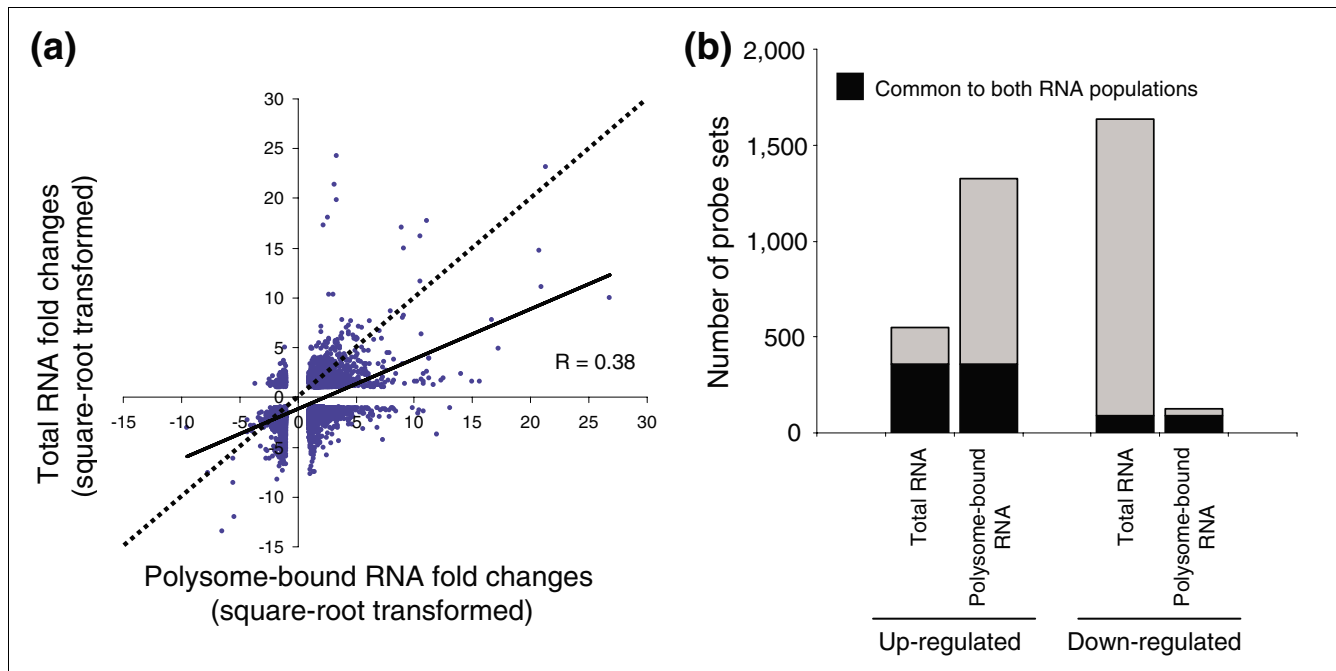 (a)
Total RNA fold changes
(square-root transformed)
30
25
20
15
10
5
0
-5
-10
-15
-15
-10
-5
0
5
10
15
20
25
30
R = 0.38
Polysome-bound RNA fold changes
(square-root transformed)
(b)
Number of probe sets
2,000
1,500
1,000
500
0
Common to both RNA populations
Total RNA
Polysome-bound
RNA
Total RNA
Polysome-bound
RNA
Up-regulated
Down-regulated